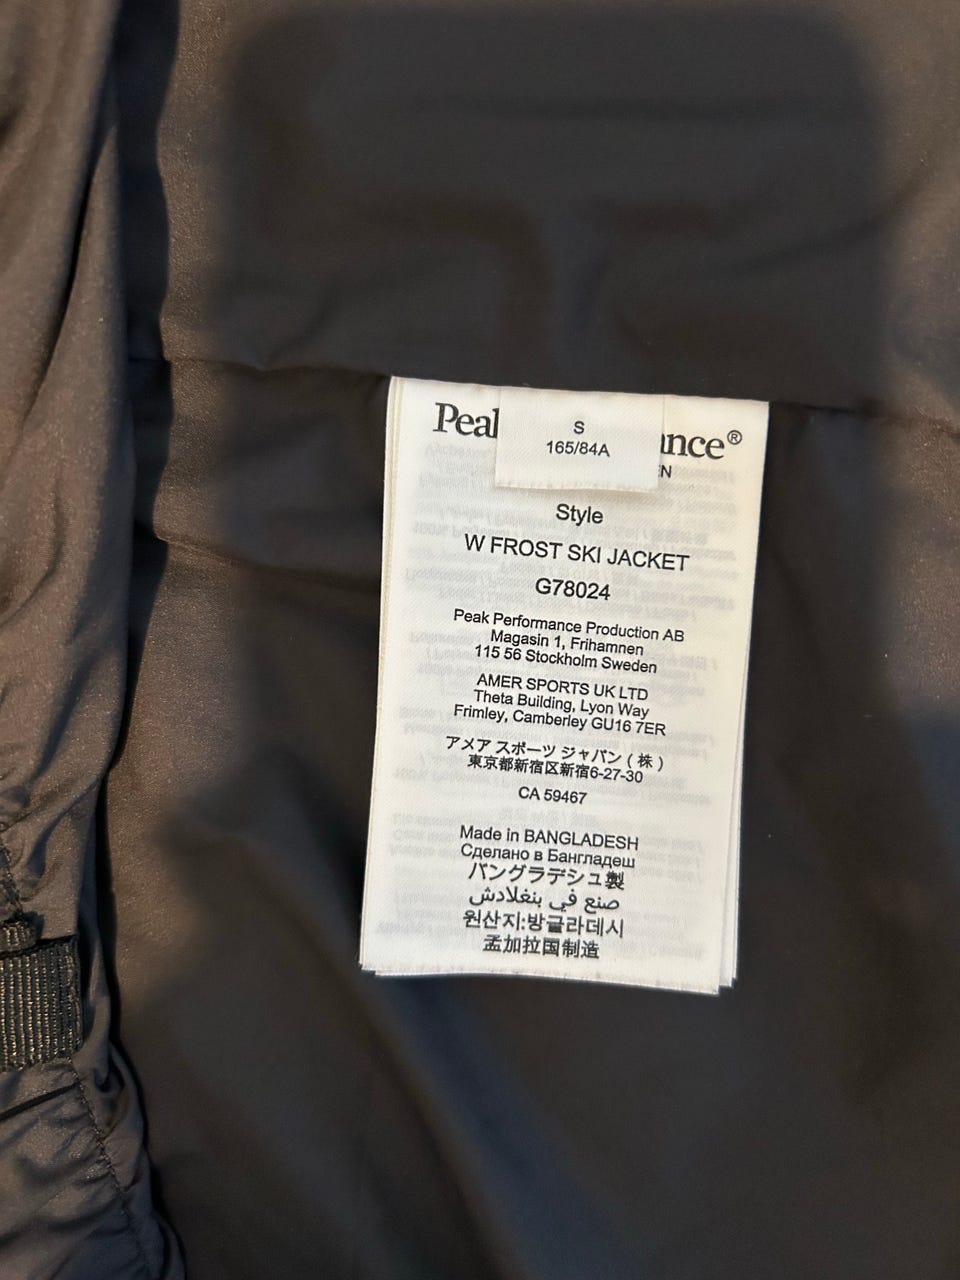 Peak
S
165/84A
nce®
EN
Style
W FROST SKI JACKET
G78024
Peak Performance Production AB
Magasin 1, Frihamnen
115 56 Stockholm Sweden
AMER SPORTS UK LTD
Theta Building, Lyon Way
Frimley, Camberley GU16 7ER
アメア スポーツ ジャパン ( 株 )
東京都新宿区新宿6-27-30
CA 59467
Made in BANGLADESH
Сделано в Бангладеш
バングラデシュ製
صنع في بنغلادش
원산지:방글라데시
孟加拉国制造